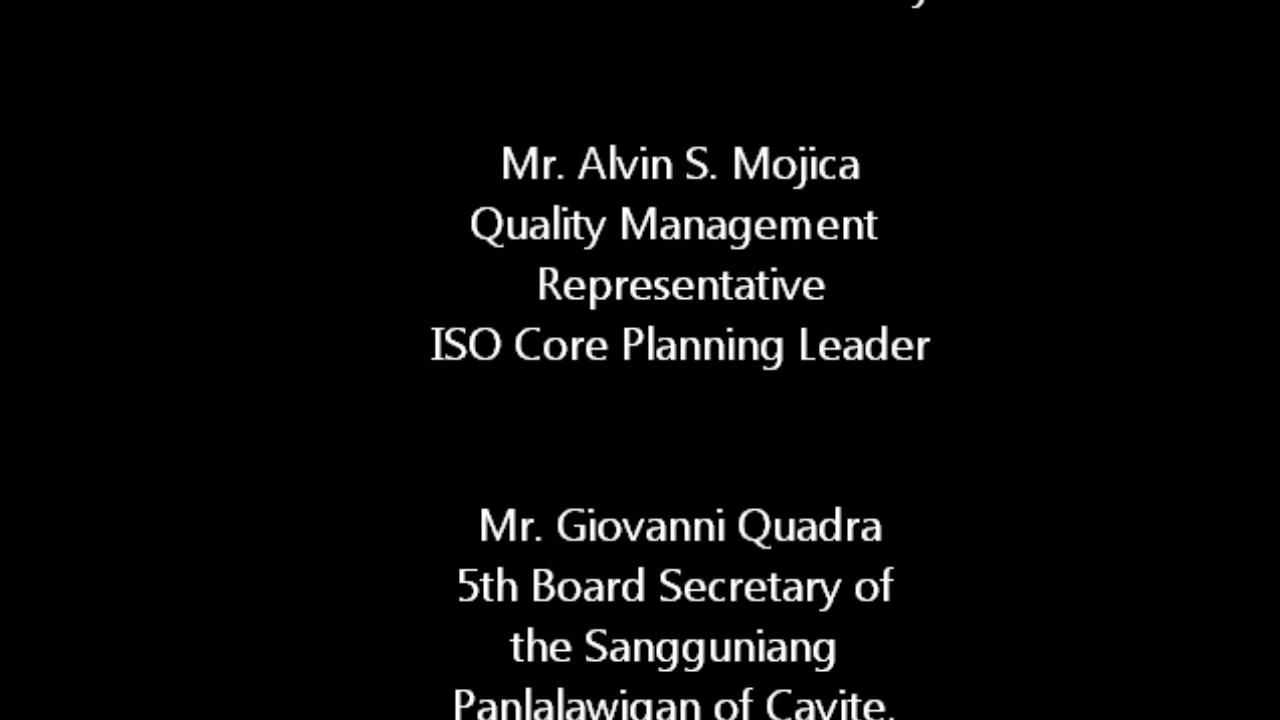 Mr. Alvin S. Mojica
Quality Management
Representative
ISO Core Planning Leader
Mr. Giovanni Quadra
5th Board Secretary of
the Sangguniang
Panlalawigan of Cavite.